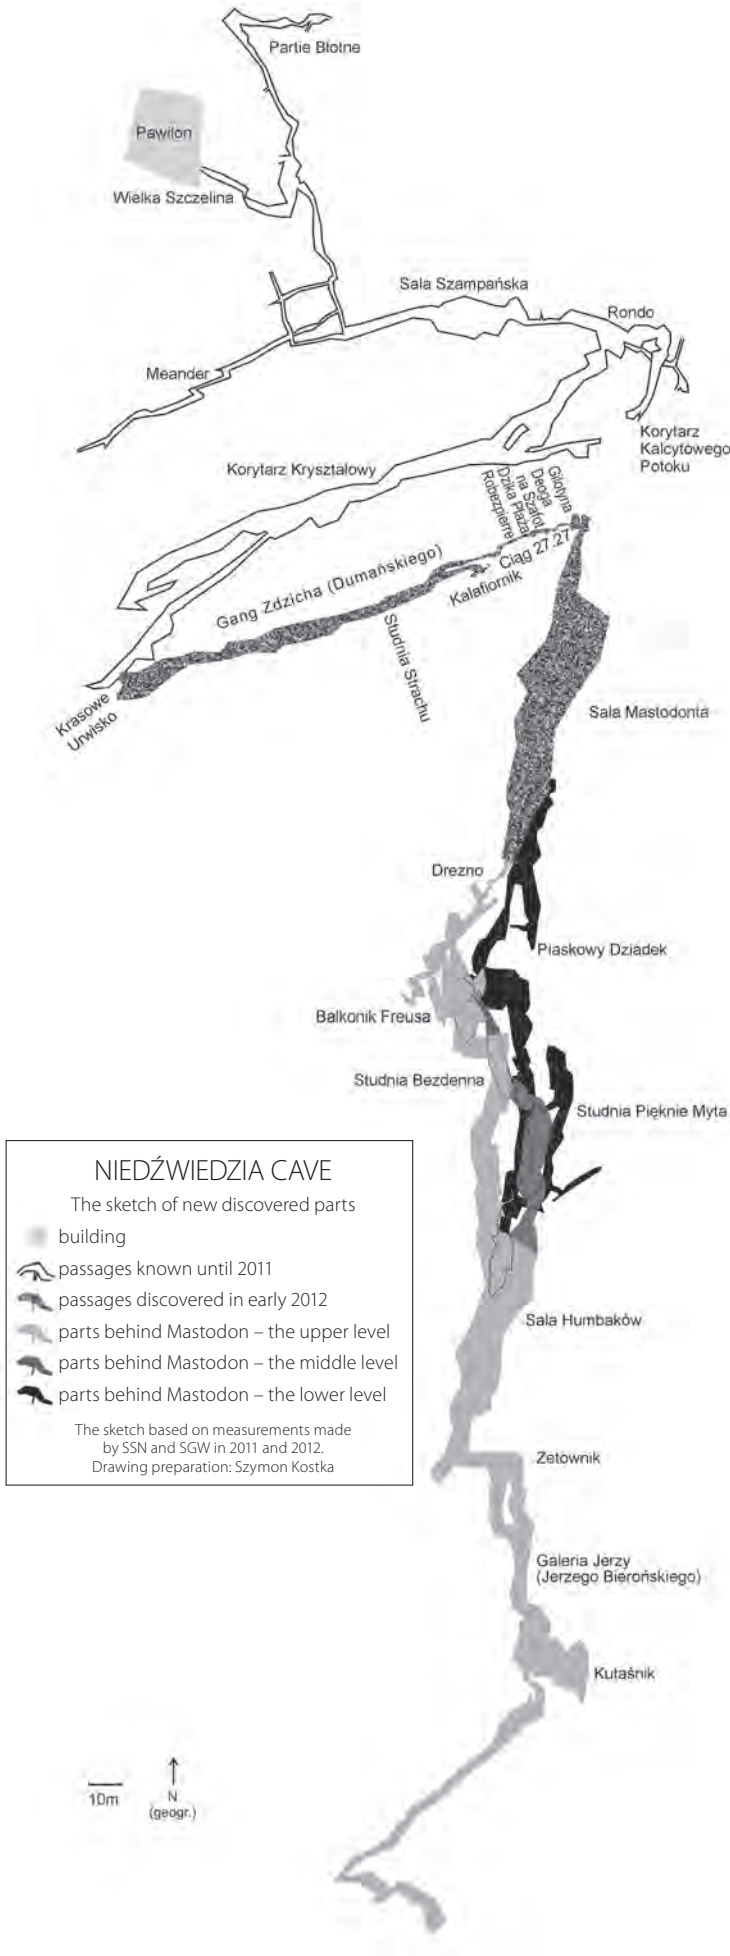 Partie Błotne
Pawilon
Wielka Szczelina
Sala Szampańska
Rondo
Meander
Korytarz
Kalcytowego
Potoku
Korytarz Kryształowy
Gilotyna
Deoga
na Szafot
Dzika Plaża
Robezpierre
Ciąg 27.27
Gang Zdzicha (Dumańskiego)
Kalafiornik
Studnia Strachu
Krasowe
Urwisko
Sala Mastodonta
Drezno
Piaskowy Dziadek
Balkonik Freusa
Studnia Bezdenna
Studnia Pięknie Myta
NIEDŹWIEDZIA CAVE
The sketch of new discovered parts
building
passages known until 2011
passages discovered in early 2012
parts behind Mastodon – the upper level
parts behind Mastodon – the middle level
parts behind Mastodon – the lower level
The sketch based on measurements made
by SSN and SGW in 2011 and 2012.
Drawing preparation: Szymon Kostka
Sala Humbaków
Zetownik
Galeria Jerzy
(Jerzego Bierońskiego)
Kutaśnik
10m
N
(geogr.)